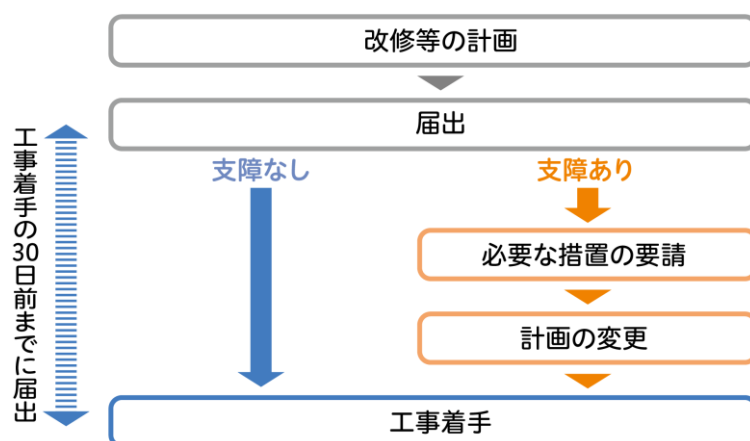 改修等の計画
届出
工事着手の30日前までに届出
支障なし
支障あり
必要な措置の要請
計画の変更
工事着手